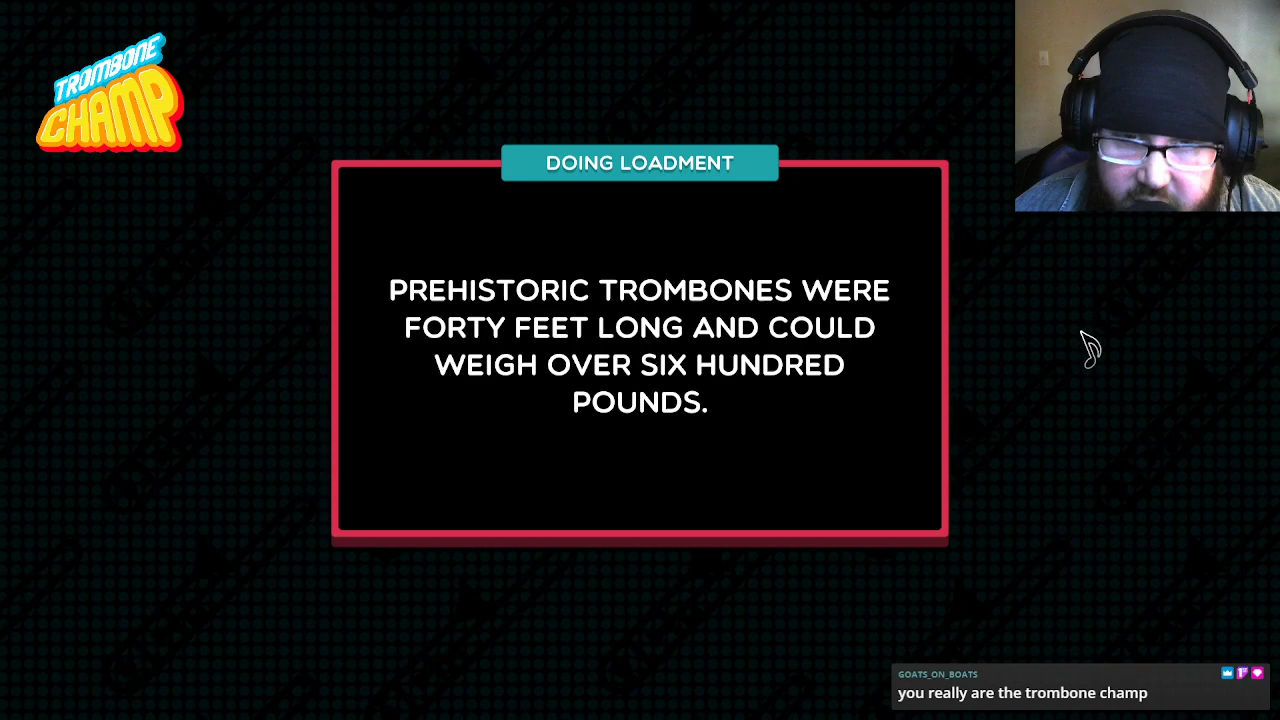 TROMBONE
CHAMP
DOING LOADMENT
PREHISTORIC TROMBONES WERE
FORTY FEET LONG AND COULD
WEIGH OVER SIX HUNDRED
POUNDS.
GOATS_ON_BOATS
you really are the trombone champ